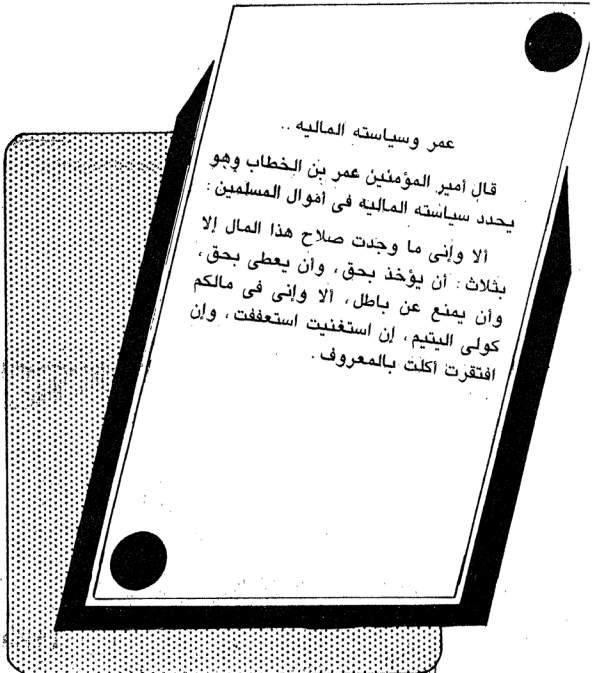 عمر وسياسته الماليه ..
قال أمير المؤمنين عمر بن الخطاب وهو
يحدد سياسته الماليه فى أموال المسلمين :
ألا وإنى ما وجدت صلاح هذا المال إلا
بثلاث : أن يؤخذ بحق ، وأن يعطى بحق ،
وأن يمنع عن باطل ، ألا وإنى فى مالكم
كولى اليتيم ، إن استغنيت استعففت ، وإن
افتقرت أكلت بالمعروف .